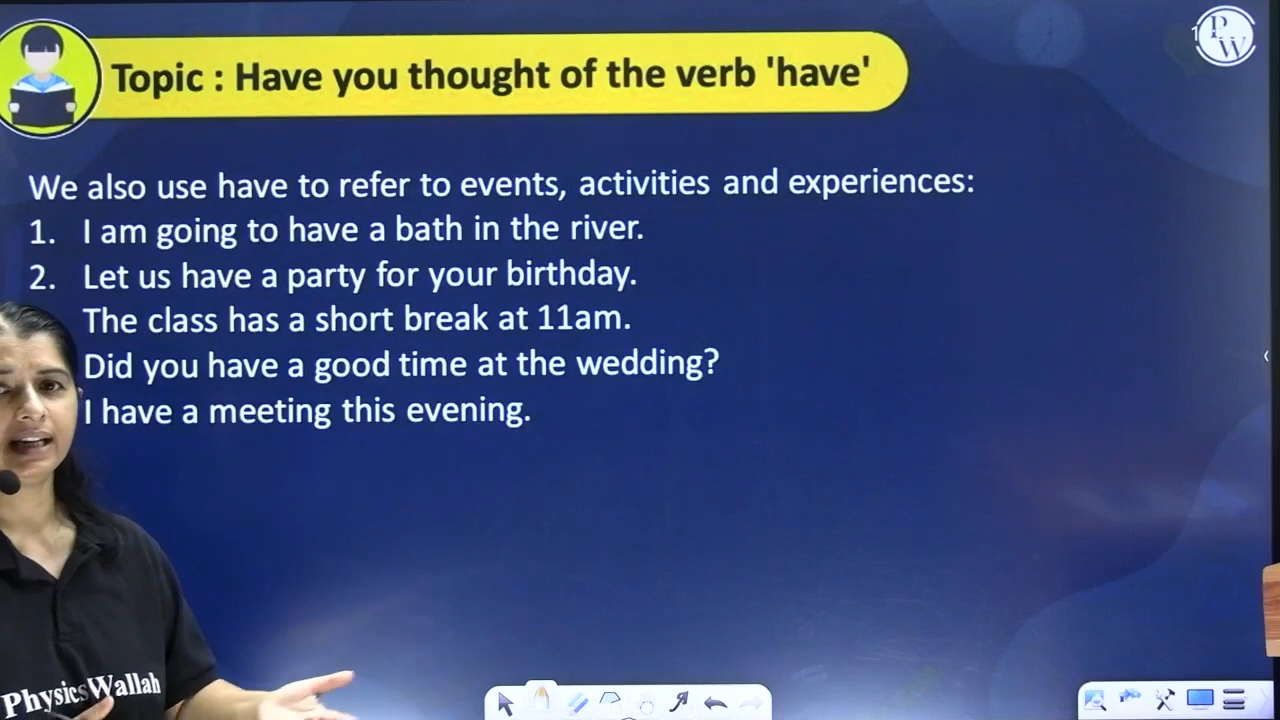 Topic : Have you thought of the verb 'have'
1
PW
We also use have to refer to events, activities and experiences:
1. I am going to have a bath in the river.
2. Let us have a party for your birthday.
The class has a short break at 11am.
Did you have a good time at the wedding?
I have a meeting this evening.
PhysicsWallah